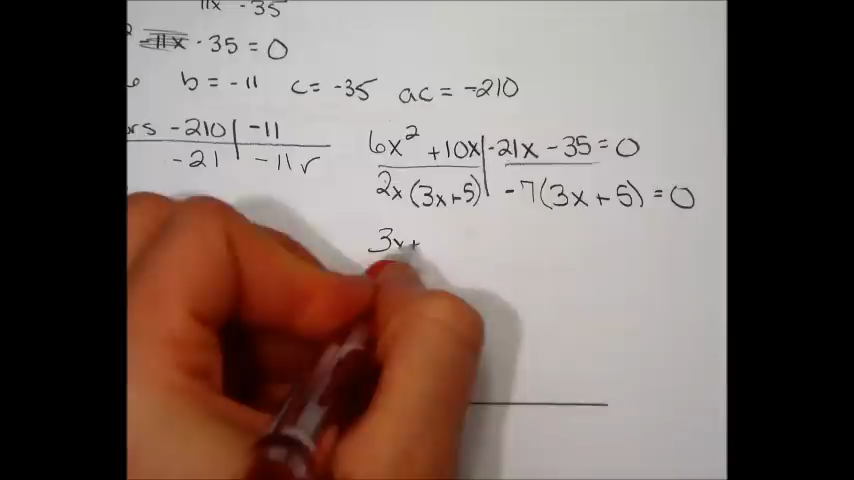 11x -35
-11x - 35 = 0
b = -11 c = -35 ac = -210
-210 | -11
-21 | -11 ✓
6x² + 10x | -21x - 35 = 0
2x (3x+5) | -7(3x + 5) = 0
3x+